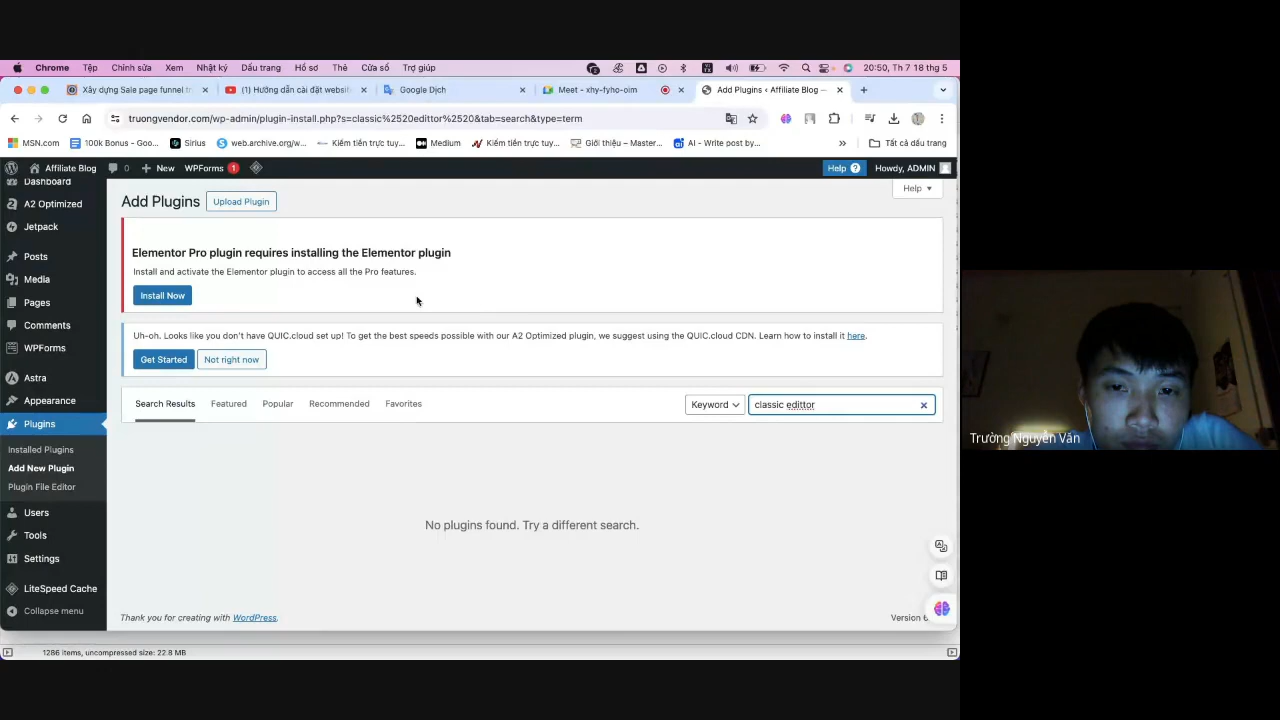 Chrome Tệp Chỉnh sửa Xem Nhật ký Dấu trang Hồ sơ Thẻ Cửa sổ Trợ giúp 20:50, Th 7 18 thg 5
Xây dựng Sale page funnel tr
(1) Hướng dẫn cài đặt websit
Google Dịch
Meet - xhy-fyho-oim
Add Plugins ‹ Affiliate Blog —
truongvendor.com/wp-admin/plugin-install.php?s=classic%2520edittor%2520&tab=search&type=term
MSN.com 100k Bonus - Goo... Sirius web.archive.org/w... Kiếm tiền trực tuy... Medium Kiếm tiền trực tuy... Giới thiệu – Master... AI - Write post by... Tất cả dấu trang
Affiliate Blog 0 New WPForms 1 Help Howdy, ADMIN
Dashboard
A2 Optimized
Jetpack
Posts
Media
Pages
Comments
WPForms
Astra
Appearance
Plugins
Installed Plugins
Add New Plugin
Plugin File Editor
Users
Tools
Settings
LiteSpeed Cache
Collapse menu
Help
Add Plugins Upload Plugin
Elementor Pro plugin requires installing the Elementor plugin
Install and activate the Elementor plugin to access all the Pro features.
Install Now
Uh-oh. Looks like you don't have QUIC.cloud set up! To get the best speeds possible with our A2 Optimized plugin, we suggest using the QUIC.cloud CDN. Learn how to install it here.
Get Started Not right now
Search Results Featured Popular Recommended Favorites Keyword classic edittor
No plugins found. Try a different search.
Thank you for creating with WordPress. Version
1286 items, uncompressed size: 22.8 MB
Trường Nguyễn Văn